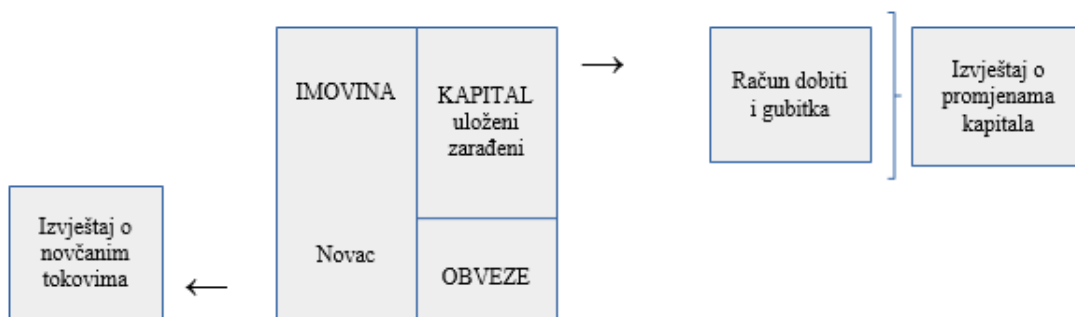 IMOVINA
KAPITAL
uloženi
zarađeni
Račun dobiti
i gubitka
Izvještaj o
promjenama
kapitala
Izvještaj o
novčanim
tokovima
Novac
OBVEZE